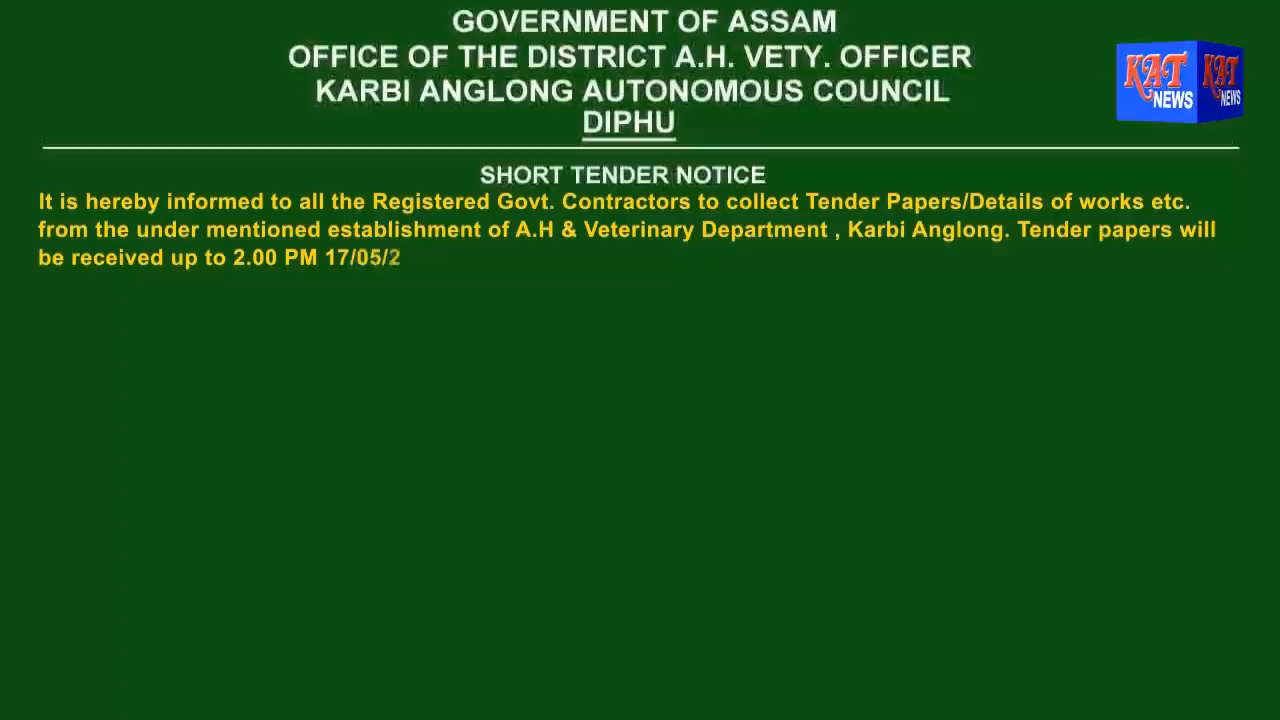 GOVERNMENT OF ASSAM
OFFICE OF THE DISTRICT A.H. VETY. OFFICER
KARBI ANGLONG AUTONOMOUS COUNCIL
DIPHU
KAT NEWS
KAT NEWS
SHORT TENDER NOTICE
It is hereby informed to all the Registered Govt. Contractors to collect Tender Papers/Details of works etc.
from the under mentioned establishment of A.H & Veterinary Department , Karbi Anglong. Tender papers will
be received up to 2.00 PM 17/05/2